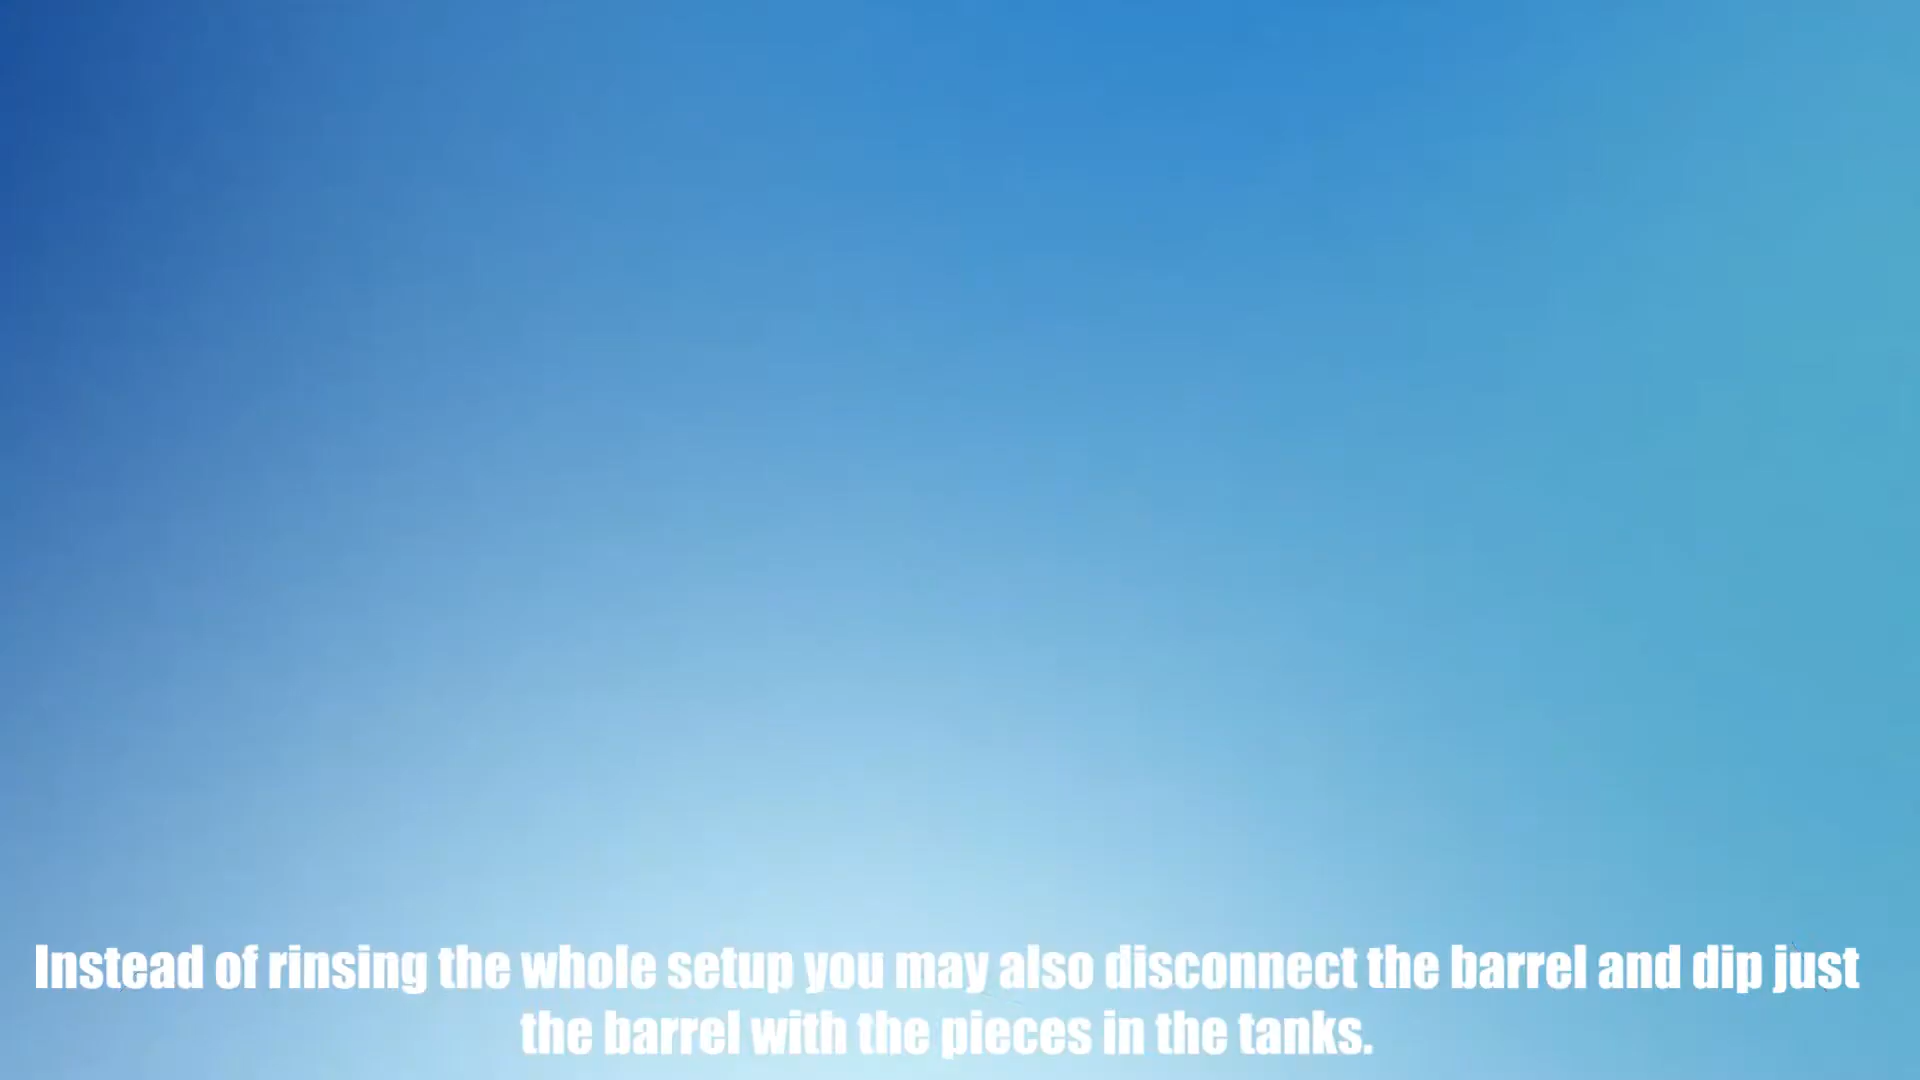 Instead of rinsing the whole setup you may also disconnect the barrel and dip just
the barrel with the pieces in the tanks.